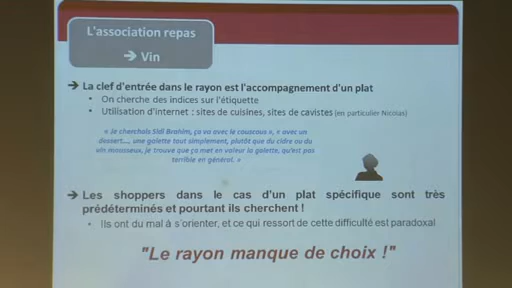 L'association repas
➔ Vin
➔ La clef d'entrée dans le rayon est l'accompagnement d'un plat
• On cherche des indices sur l'étiquette
• Utilisation d'internet : sites de cuisines, sites de cavistes (en particulier Nicolas)
« Je cherchais Sidi Brahim, ça va avec le couscous », « avec un
dessert…, une galette tout simplement, plutôt que du cidre ou du
vin mousseux, je trouve que ça met en valeur la galette, qu'est pas
terrible en général. »
➔ Les shoppers dans le cas d'un plat spécifique sont très
prédéterminés et pourtant ils cherchent !
• Ils ont du mal à s'orienter, et ce qui ressort de cette difficulté est paradoxal
"Le rayon manque de choix !"